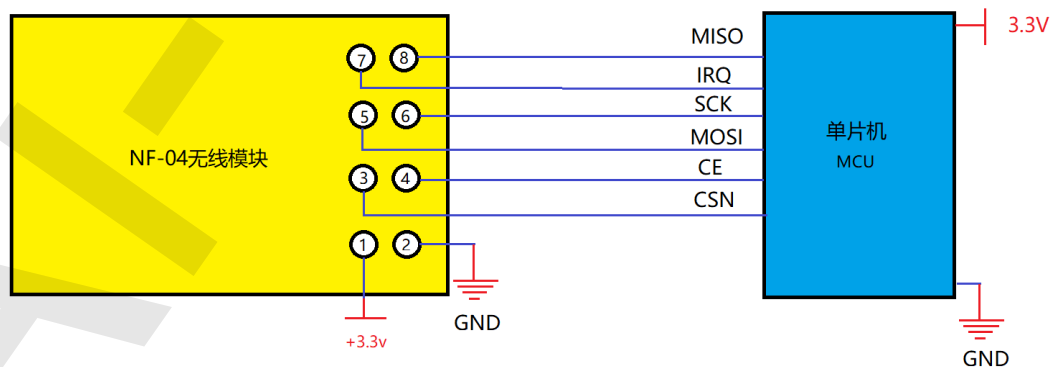 MISO
3.3V
7
8
IRQ
SCK
5
6
MOSI
单片机
MCU
NF-04无线模块
CE
3
4
CSN
1
2
GND
+3.3v
GND